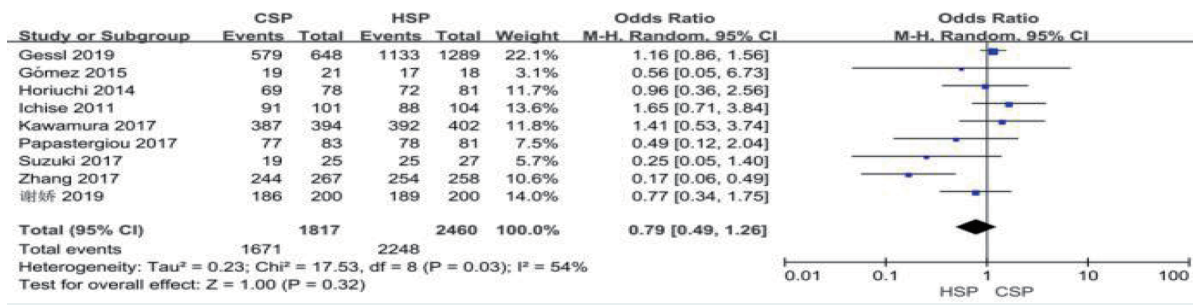 CSP HSP Odds Ratio Odds Ratio
Study or Subgroup Events Total Events Total Weight M-H. Random. 95% CI M-H. Random. 95% CI
Gessl 2019 579 648 1133 1289 22.1% 1.16 [0.86, 1.56]
Gómez 2015 19 21 17 18 3.1% 0.56 [0.05, 6.73]
Horiuchi 2014 69 78 72 81 11.7% 0.96 [0.36, 2.56]
Ichise 2011 91 101 88 104 13.6% 1.65 [0.71, 3.84]
Kawamura 2017 387 394 392 402 11.8% 1.41 [0.53, 3.74]
Papastergiou 2017 77 83 78 81 7.5% 0.49 [0.12, 2.04]
Suzuki 2017 19 25 25 27 5.7% 0.25 [0.05, 1.40]
Zhang 2017 244 267 254 258 10.6% 0.17 [0.06, 0.49]
谢娇 2019 186 200 189 200 14.0% 0.77 [0.34, 1.75]
Total (95% CI) 1817 2460 100.0% 0.79 [0.49, 1.26]
Total events 1671 2248
Heterogeneity: Tau² = 0.23; Chi² = 17.53, df = 8 (P = 0.03); I² = 54%
Test for overall effect: Z = 1.00 (P = 0.32)
0.01 0.1 1 10 100
HSP CSP